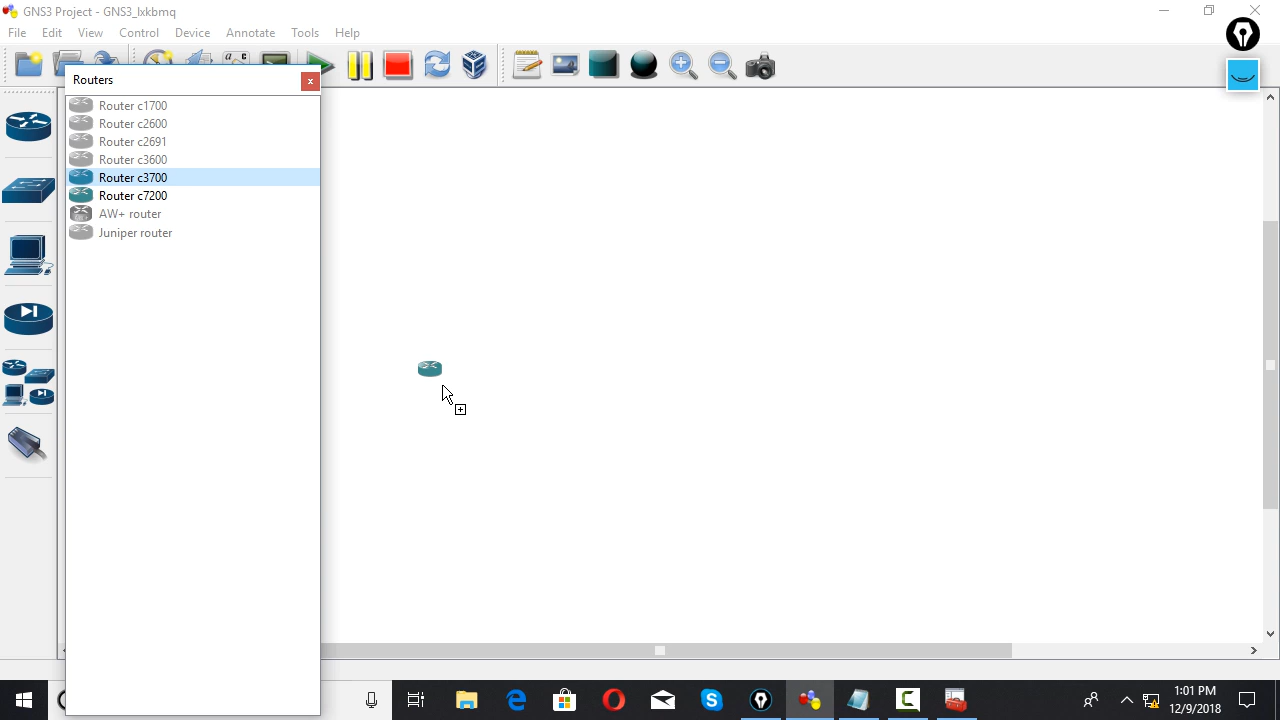 GNS3 Project - GNS3_lxkbmq
File Edit View Control Device Annotate Tools Help
Routers
Router c1700
Router c2600
Router c2691
Router c3600
Router c3700
Router c7200
AW+ router
Juniper router
1:01 PM
12/9/2018